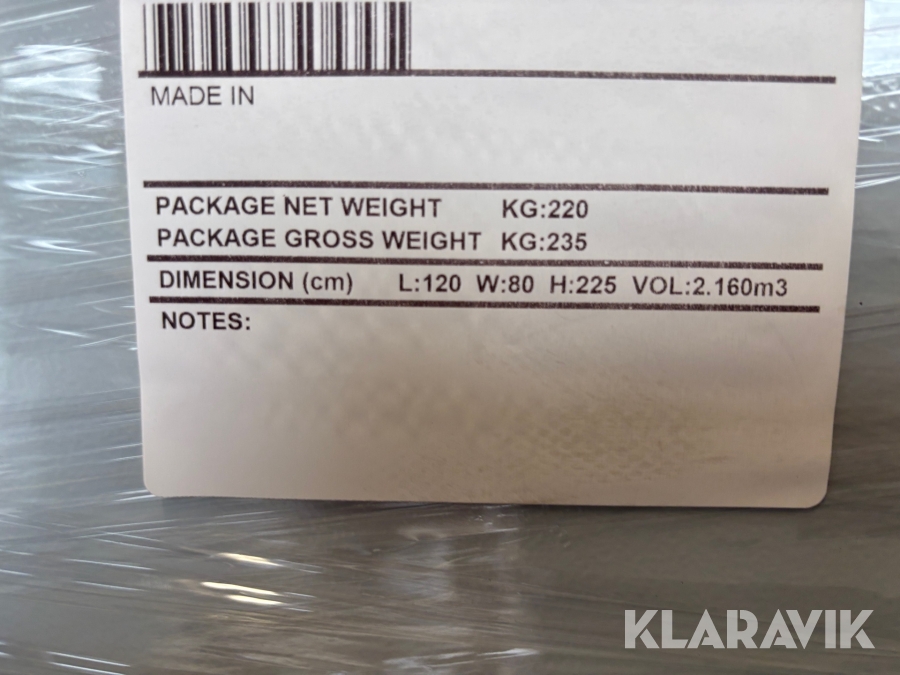 MADE IN
PACKAGE NET WEIGHT KG:220
PACKAGE GROSS WEIGHT KG:235
DIMENSION (cm) L:120 W:80 H:225 VOL:2.160m3
NOTES:
KLARAVIK